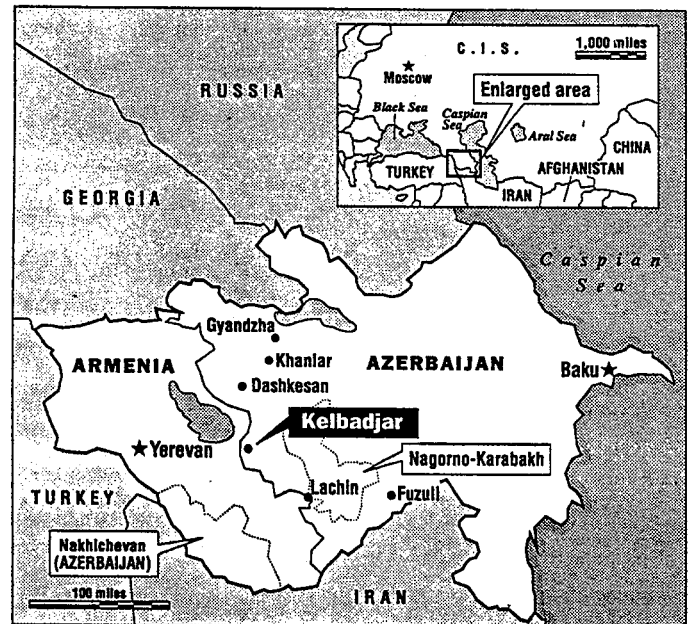 C.I.S.
1,000 miles
Moscow
RUSSIA
Black Sea
Caspian
Sea
Enlarged area
Aral Sea
CHINA
TURKEY
AFGHANISTAN
IRAN
GEORGIA
Caspian
Sea
Gyandzha
ARMENIA
Khanlar
AZERBAIJAN
Baku
Dashkesan
Kelbadjar
Yerevan
Nagorno-Karabakh
TURKEY
Lachin
Fuzuli
Nakhichevan
(AZERBAIJAN)
100 miles
IRAN